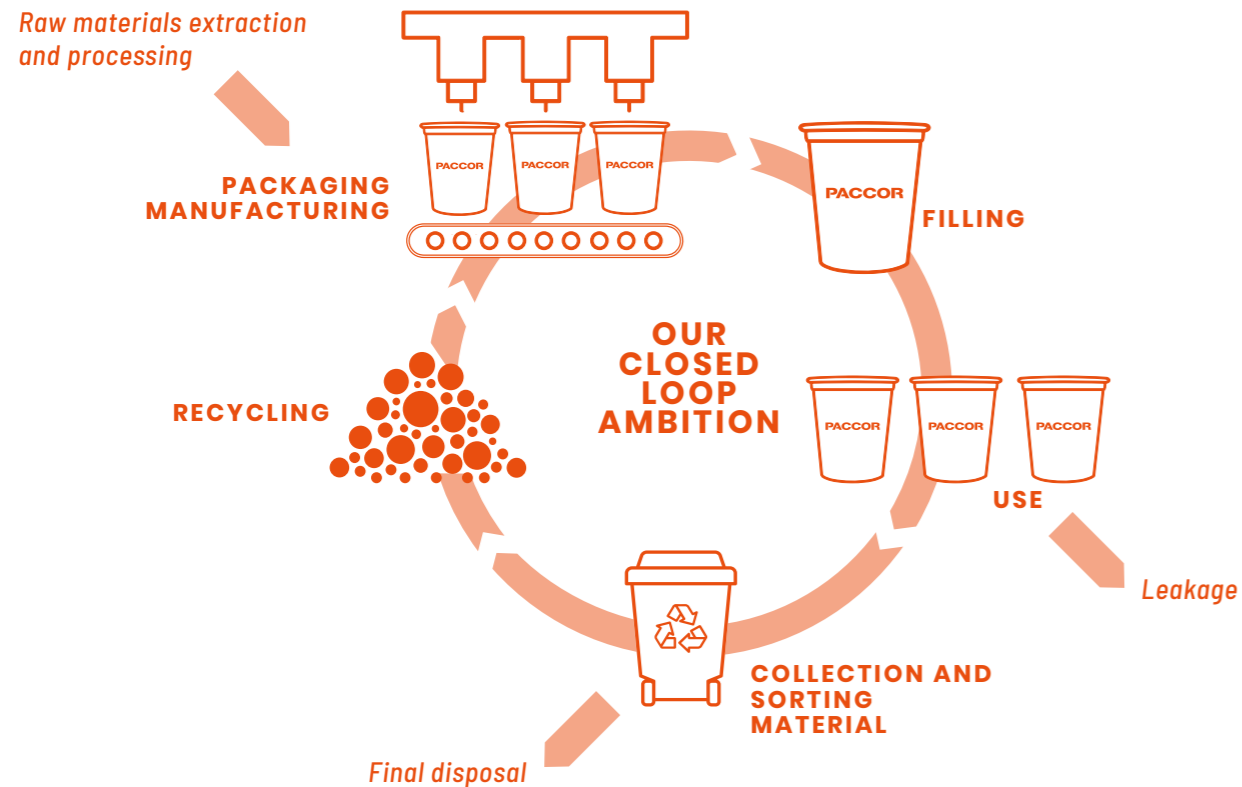 Raw materials extraction
and processing
PACCOR
PACCOR
PACCOR
PACCOR
PACKAGING
MANUFACTURING
FILLING
OUR
CLOSED
LOOP
AMBITION
RECYCLING
PACCOR
PACCOR
PACCOR
USE
Leakage
COLLECTION AND
SORTING
MATERIAL
Final disposal